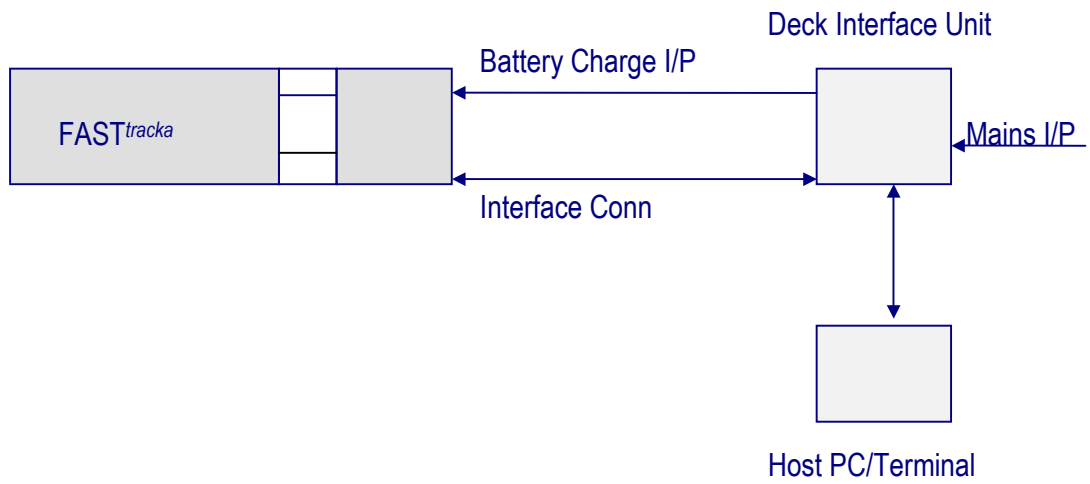 Deck Interface Unit
Battery Charge I/P
FASTtracka
Mains I/P
Interface Conn
Host PC/Terminal